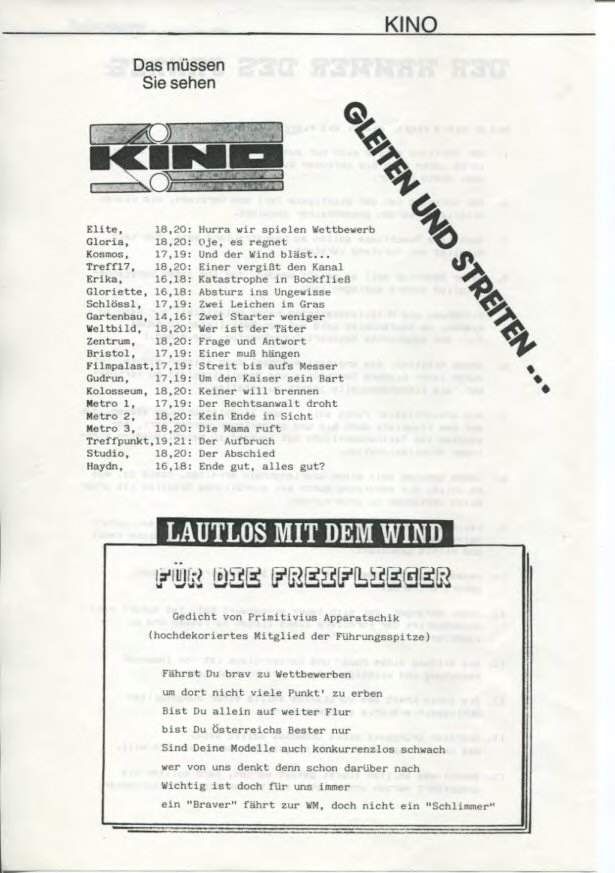 KINO
Das müssen
Sie sehen
KINO
GLEITEN UND STREITEN ...
Elite, 18,20: Hurra wir spielen Wettbewerb
Gloria, 18,20: Oje, es regnet
Kosmos, 17,19: Und der Wind bläst...
Treff17, 18,20: Einer vergißt den Kanal
Erika, 16,18: Katastrophe in Bockfließ
Gloriette, 16,18: Absturz ins Ungewisse
Schlössl, 17,19: Zwei Leichen im Gras
Gartenbau, 14,16: Zwei Starter weniger
Weltbild, 18,20: Wer ist der Täter
Zentrum, 18,20: Frage und Antwort
Bristol, 17,19: Einer muß hängen
Filmpalast,17,19: Streit bis aufs Messer
Gudrun, 17,19: Um den Kaiser sein Bart
Kolosseum, 18,20: Keiner will brennen
Metro 1, 17,19: Der Rechtsanwalt droht
Metro 2, 18,20: Kein Ende in Sicht
Metro 3, 18,20: Die Mama ruft
Treffpunkt,19,21: Der Aufbruch
Studio, 18,20: Der Abschied
Haydn, 16,18: Ende gut, alles gut?
LAUTLOS MIT DEM WIND
FÜR DIE FREIFLIEGER
Gedicht von Primitivius Apparatschik
(hochdekoriertes Mitglied der Führungsspitze)
Fährst Du brav zu Wettbewerben
um dort nicht viele Punkt' zu erben
Bist Du allein auf weiter Flur
bist Du Österreichs Bester nur
Sind Deine Modelle auch konkurrenzlos schwach
wer von uns denkt denn schon darüber nach
Wichtig ist doch für uns immer
ein "Braver" fährt zur WM, doch nicht ein "Schlimmer"